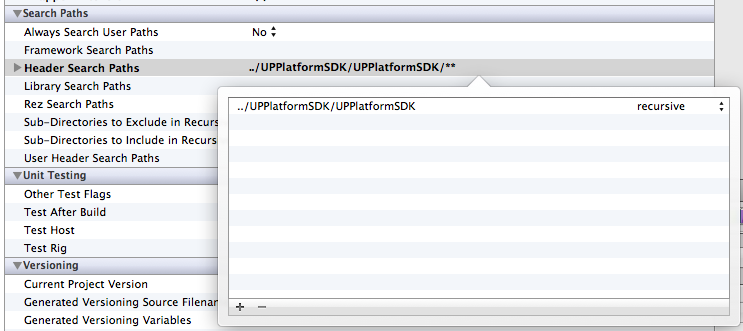 Search Paths
Always Search User Paths No
Framework Search Paths
Header Search Paths ../UPPlatformSDK/UPPlatformSDK/**
Library Search Paths
Rez Search Paths
Sub-Directories to Exclude in Recurs
Sub-Directories to Include in Recurs
User Header Search Paths
../UPPlatformSDK/UPPlatformSDK recursive
Unit Testing
Other Test Flags
Test After Build
Test Host
Test Rig
Versioning
Current Project Version
Generated Versioning Source Filenam
Generated Versioning Variables
+ −